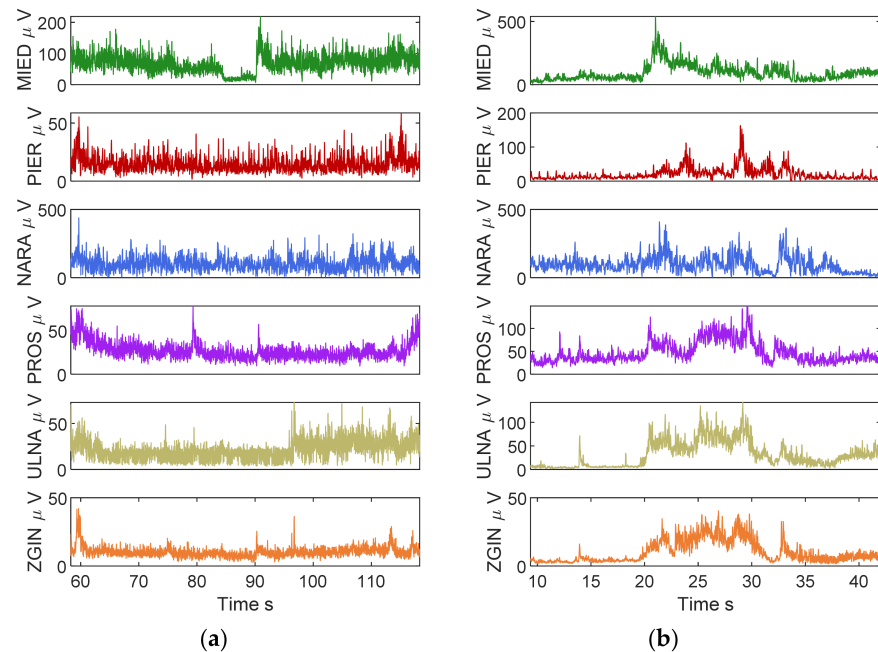 MIED μ V
200
100
0
PIER μ V
50
0
NARA μ V
500
0
PROS μ V
50
0
ULNA μ V
50
0
ZGIN μ V
50
0
60 70 80 90 100 110
Time s
(a)
MIED μ V
500
0
PIER μ V
200
100
0
NARA μ V
500
0
PROS μ V
100
50
0
ULNA μ V
100
50
0
ZGIN μ V
50
0
10 15 20 25 30 35 40
Time s
(b)